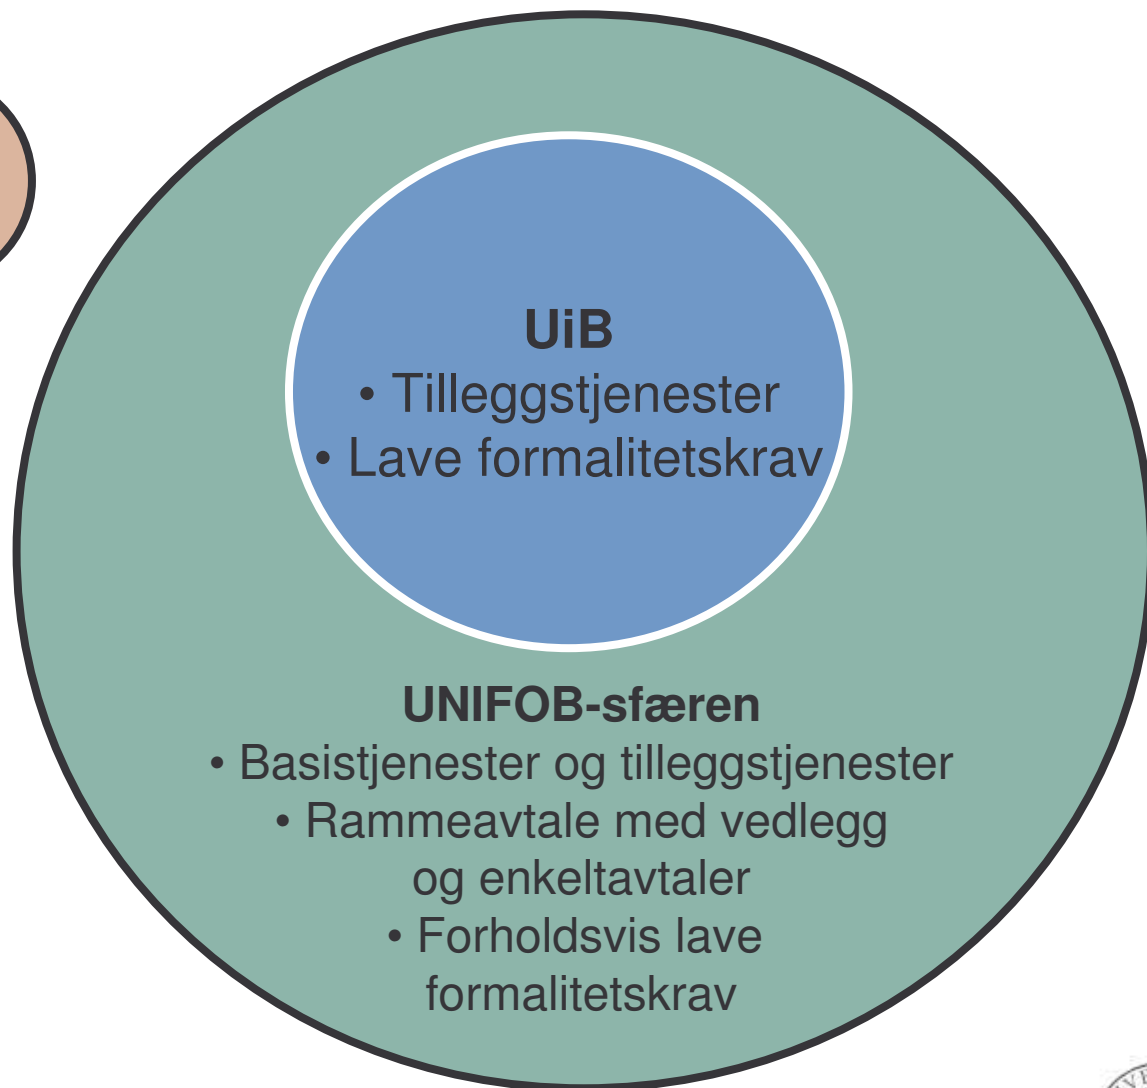 UiB
• Tilleggstjenester
• Lave formalitetskrav
UNIFOB-sfæren
• Basistjenester og tilleggstjenester
• Rammeavtale med vedlegg
og enkeltavtaler
• Forholdsvis lave
formalitetskrav